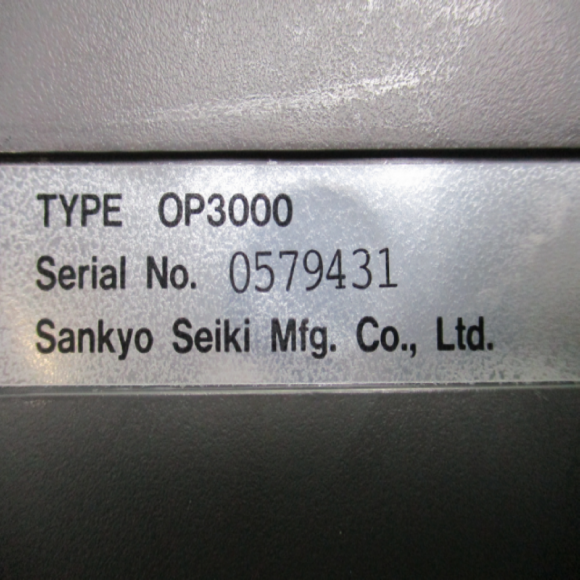 TYPE OP3000
Serial No. 0579431
Sankyo Seiki Mfg. Co., Ltd.